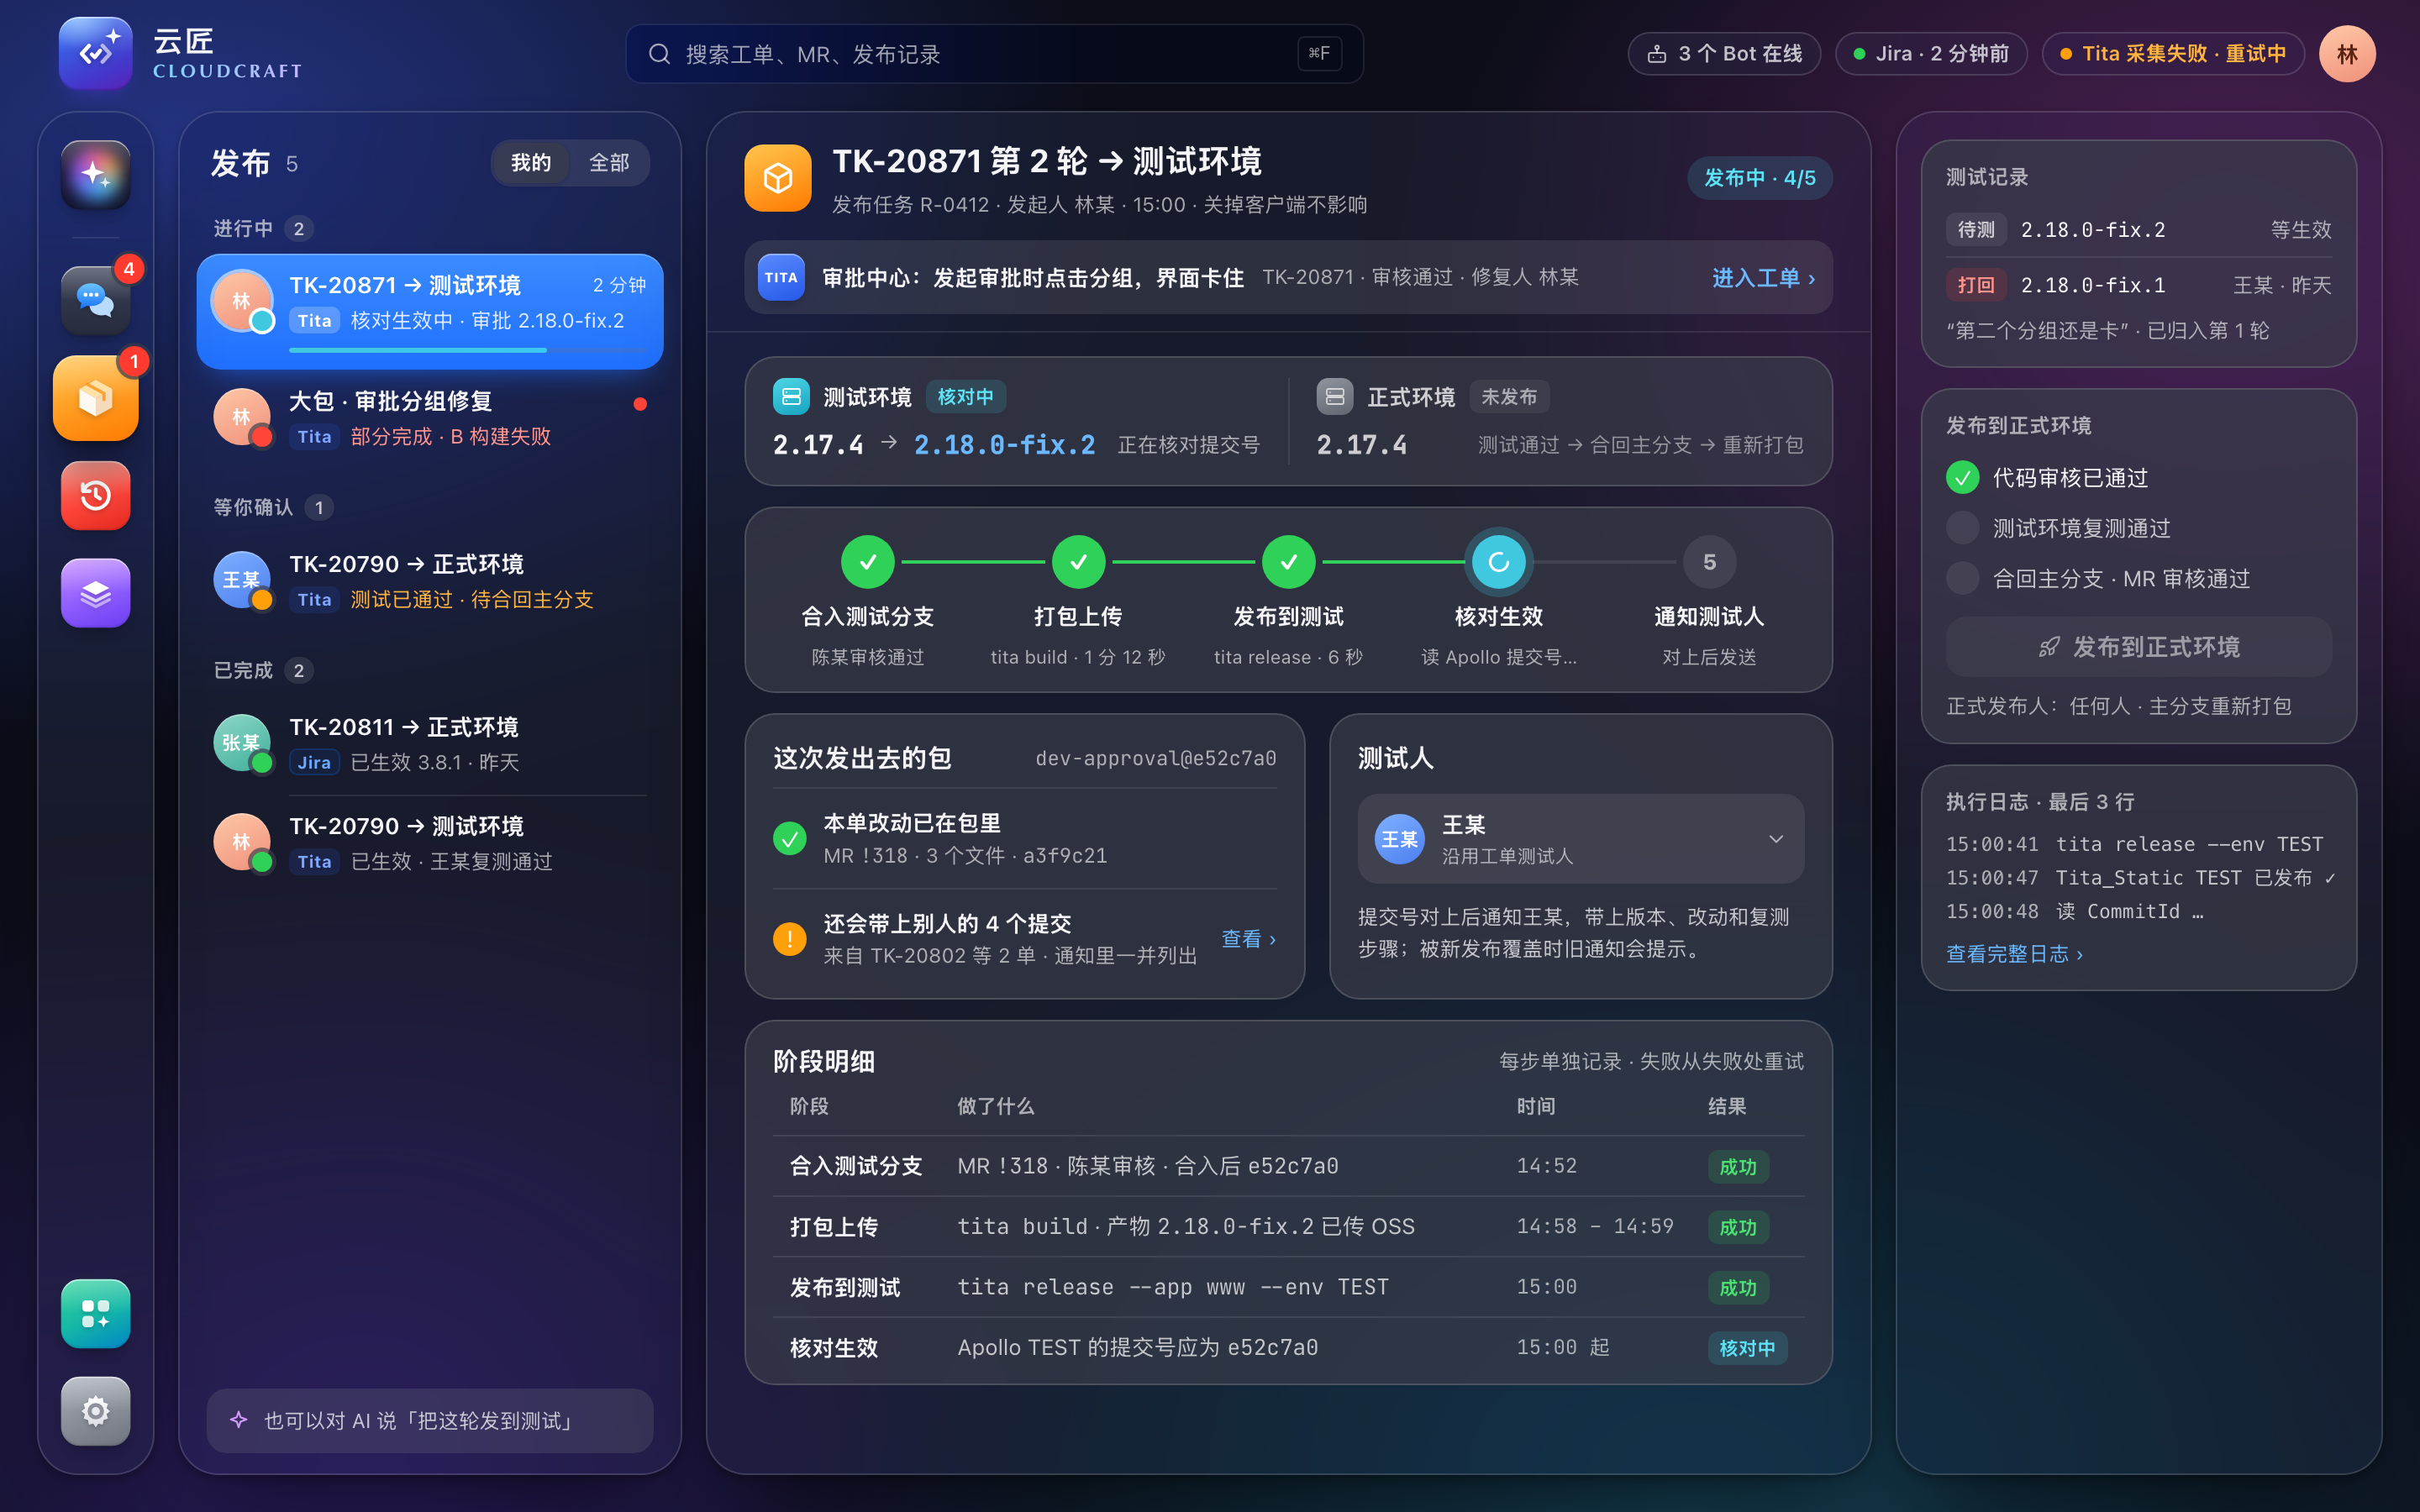 云匠
CLOUDCRAFT
搜索工单、MR、发布记录
⌘F
3 个 Bot 在线
Jira · 2 分钟前
Tita 采集失败 · 重试中
林
4
1
发布 5
我的
全部
进行中 2
林
TK-20871 → 测试环境
2 分钟
Tita 核对生效中 · 审批 2.18.0-fix.2
林
大包 · 审批分组修复
Tita 部分完成 · B 构建失败
等你确认 1
王某
TK-20790 → 正式环境
Tita 测试已通过 · 待合回主分支
已完成 2
张某
TK-20811 → 正式环境
Jira 已生效 3.8.1 · 昨天
林
TK-20790 → 测试环境
Tita 已生效 · 王某复测通过
也可以对 AI 说「把这轮发到测试」
TK-20871 第 2 轮 → 测试环境
发布任务 R-0412 · 发起人 林某 · 15:00 · 关掉客户端不影响
发布中 · 4/5
TITA
审批中心：发起审批时点击分组，界面卡住 TK-20871 · 审核通过 · 修复人 林某
进入工单 ›
测试环境 核对中
2.17.4 → 2.18.0-fix.2 正在核对提交号
正式环境 未发布
2.17.4 测试通过 → 合回主分支 → 重新打包
5
合入测试分支
陈某审核通过
打包上传
tita build · 1 分 12 秒
发布到测试
tita release · 6 秒
核对生效
读 Apollo 提交号…
通知测试人
对上后发送
这次发出去的包
dev-approval@e52c7a0
本单改动已在包里
MR !318 · 3 个文件 · a3f9c21
还会带上别人的 4 个提交
来自 TK-20802 等 2 单 · 通知里一并列出
查看 ›
测试人
王某
王某
沿用工单测试人
提交号对上后通知王某，带上版本、改动和复测
步骤；被新发布覆盖时旧通知会提示。
阶段明细
每步单独记录 · 失败从失败处重试
阶段 做了什么 时间 结果
合入测试分支 MR !318 · 陈某审核 · 合入后 e52c7a0 14:52 成功
打包上传 tita build · 产物 2.18.0-fix.2 已传 OSS 14:58 – 14:59 成功
发布到测试 tita release --app www --env TEST 15:00 成功
核对生效 Apollo TEST 的提交号应为 e52c7a0 15:00 起 核对中
测试记录
待测 2.18.0-fix.2 等生效
打回 2.18.0-fix.1 王某 · 昨天
“第二个分组还是卡” · 已归入第 1 轮
发布到正式环境
代码审核已通过
测试环境复测通过
合回主分支 · MR 审核通过
发布到正式环境
正式发布人：任何人 · 主分支重新打包
执行日志 · 最后 3 行
15:00:41 tita release --env TEST
15:00:47 Tita_Static TEST 已发布 ✓
15:00:48 读 CommitId …
查看完整日志 ›